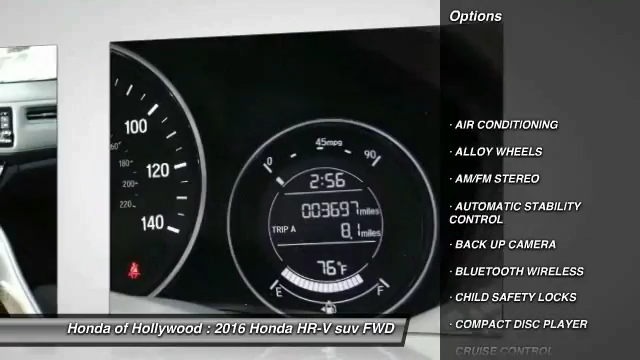 Options
· AIR CONDITIONING
· ALLOY WHEELS
· AM/FM STEREO
· AUTOMATIC STABILITY
CONTROL
· BACK UP CAMERA
· BLUETOOTH WIRELESS
· CHILD SAFETY LOCKS
· COMPACT DISC PLAYER
· CRUISE CONTROL
100
120
140
180
200
220
45mpg
0
90
2:56
003697 miles
TRIP A
8.1 miles
76°F
E
F
Honda of Hollywood : 2016 Honda HR-V suv FWD